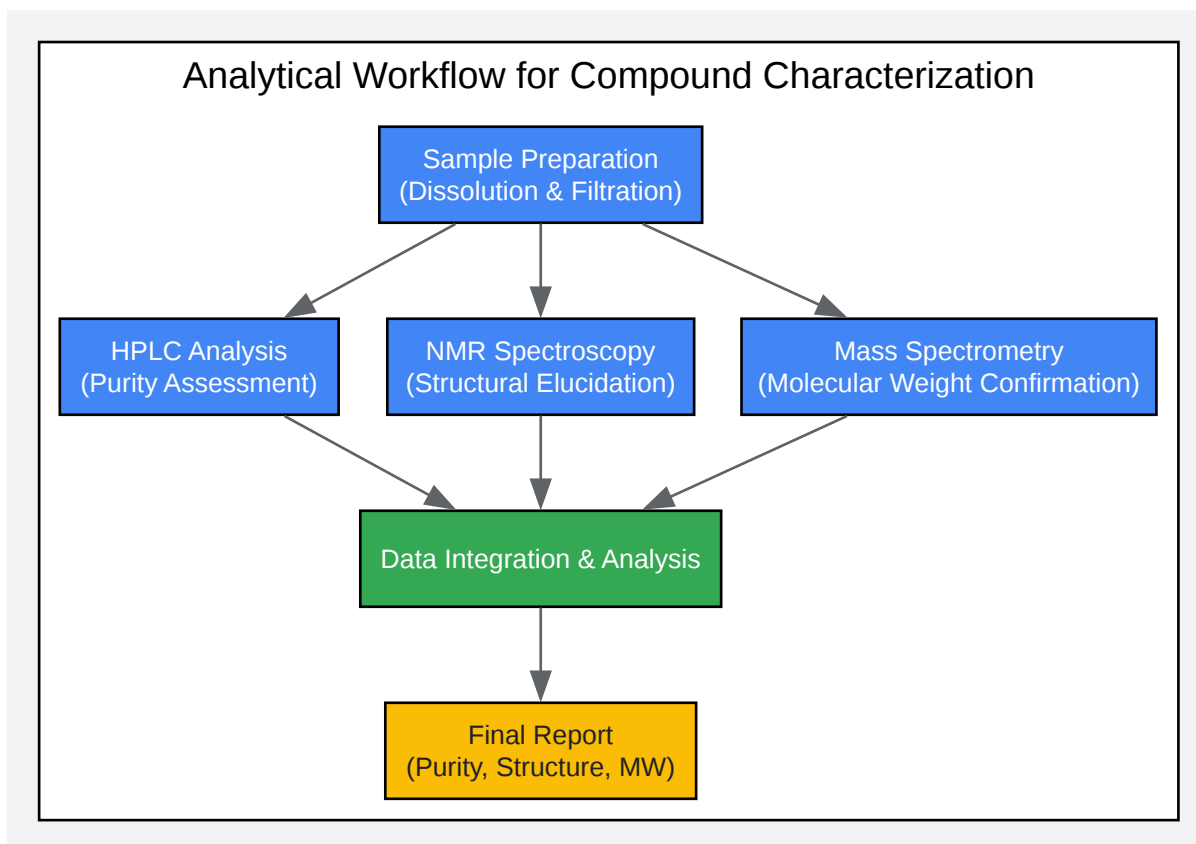 Analytical Workflow for Compound Characterization
Sample Preparation
(Dissolution & Filtration)
HPLC Analysis
(Purity Assessment)
NMR Spectroscopy
(Structural Elucidation)
Mass Spectrometry
(Molecular Weight Confirmation)
Data Integration & Analysis
Final Report
(Purity, Structure, MW)